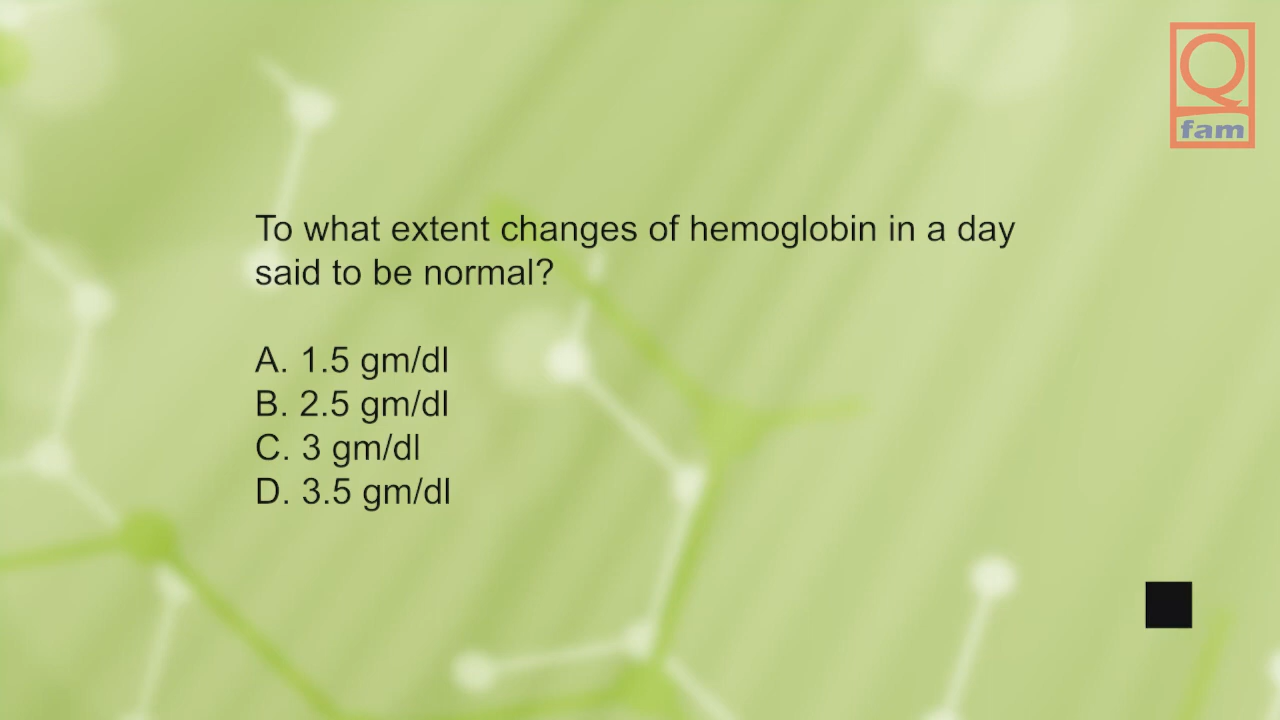 Q
fam
To what extent changes of hemoglobin in a day
said to be normal?
A. 1.5 gm/dl
B. 2.5 gm/dl
C. 3 gm/dl
D. 3.5 gm/dl